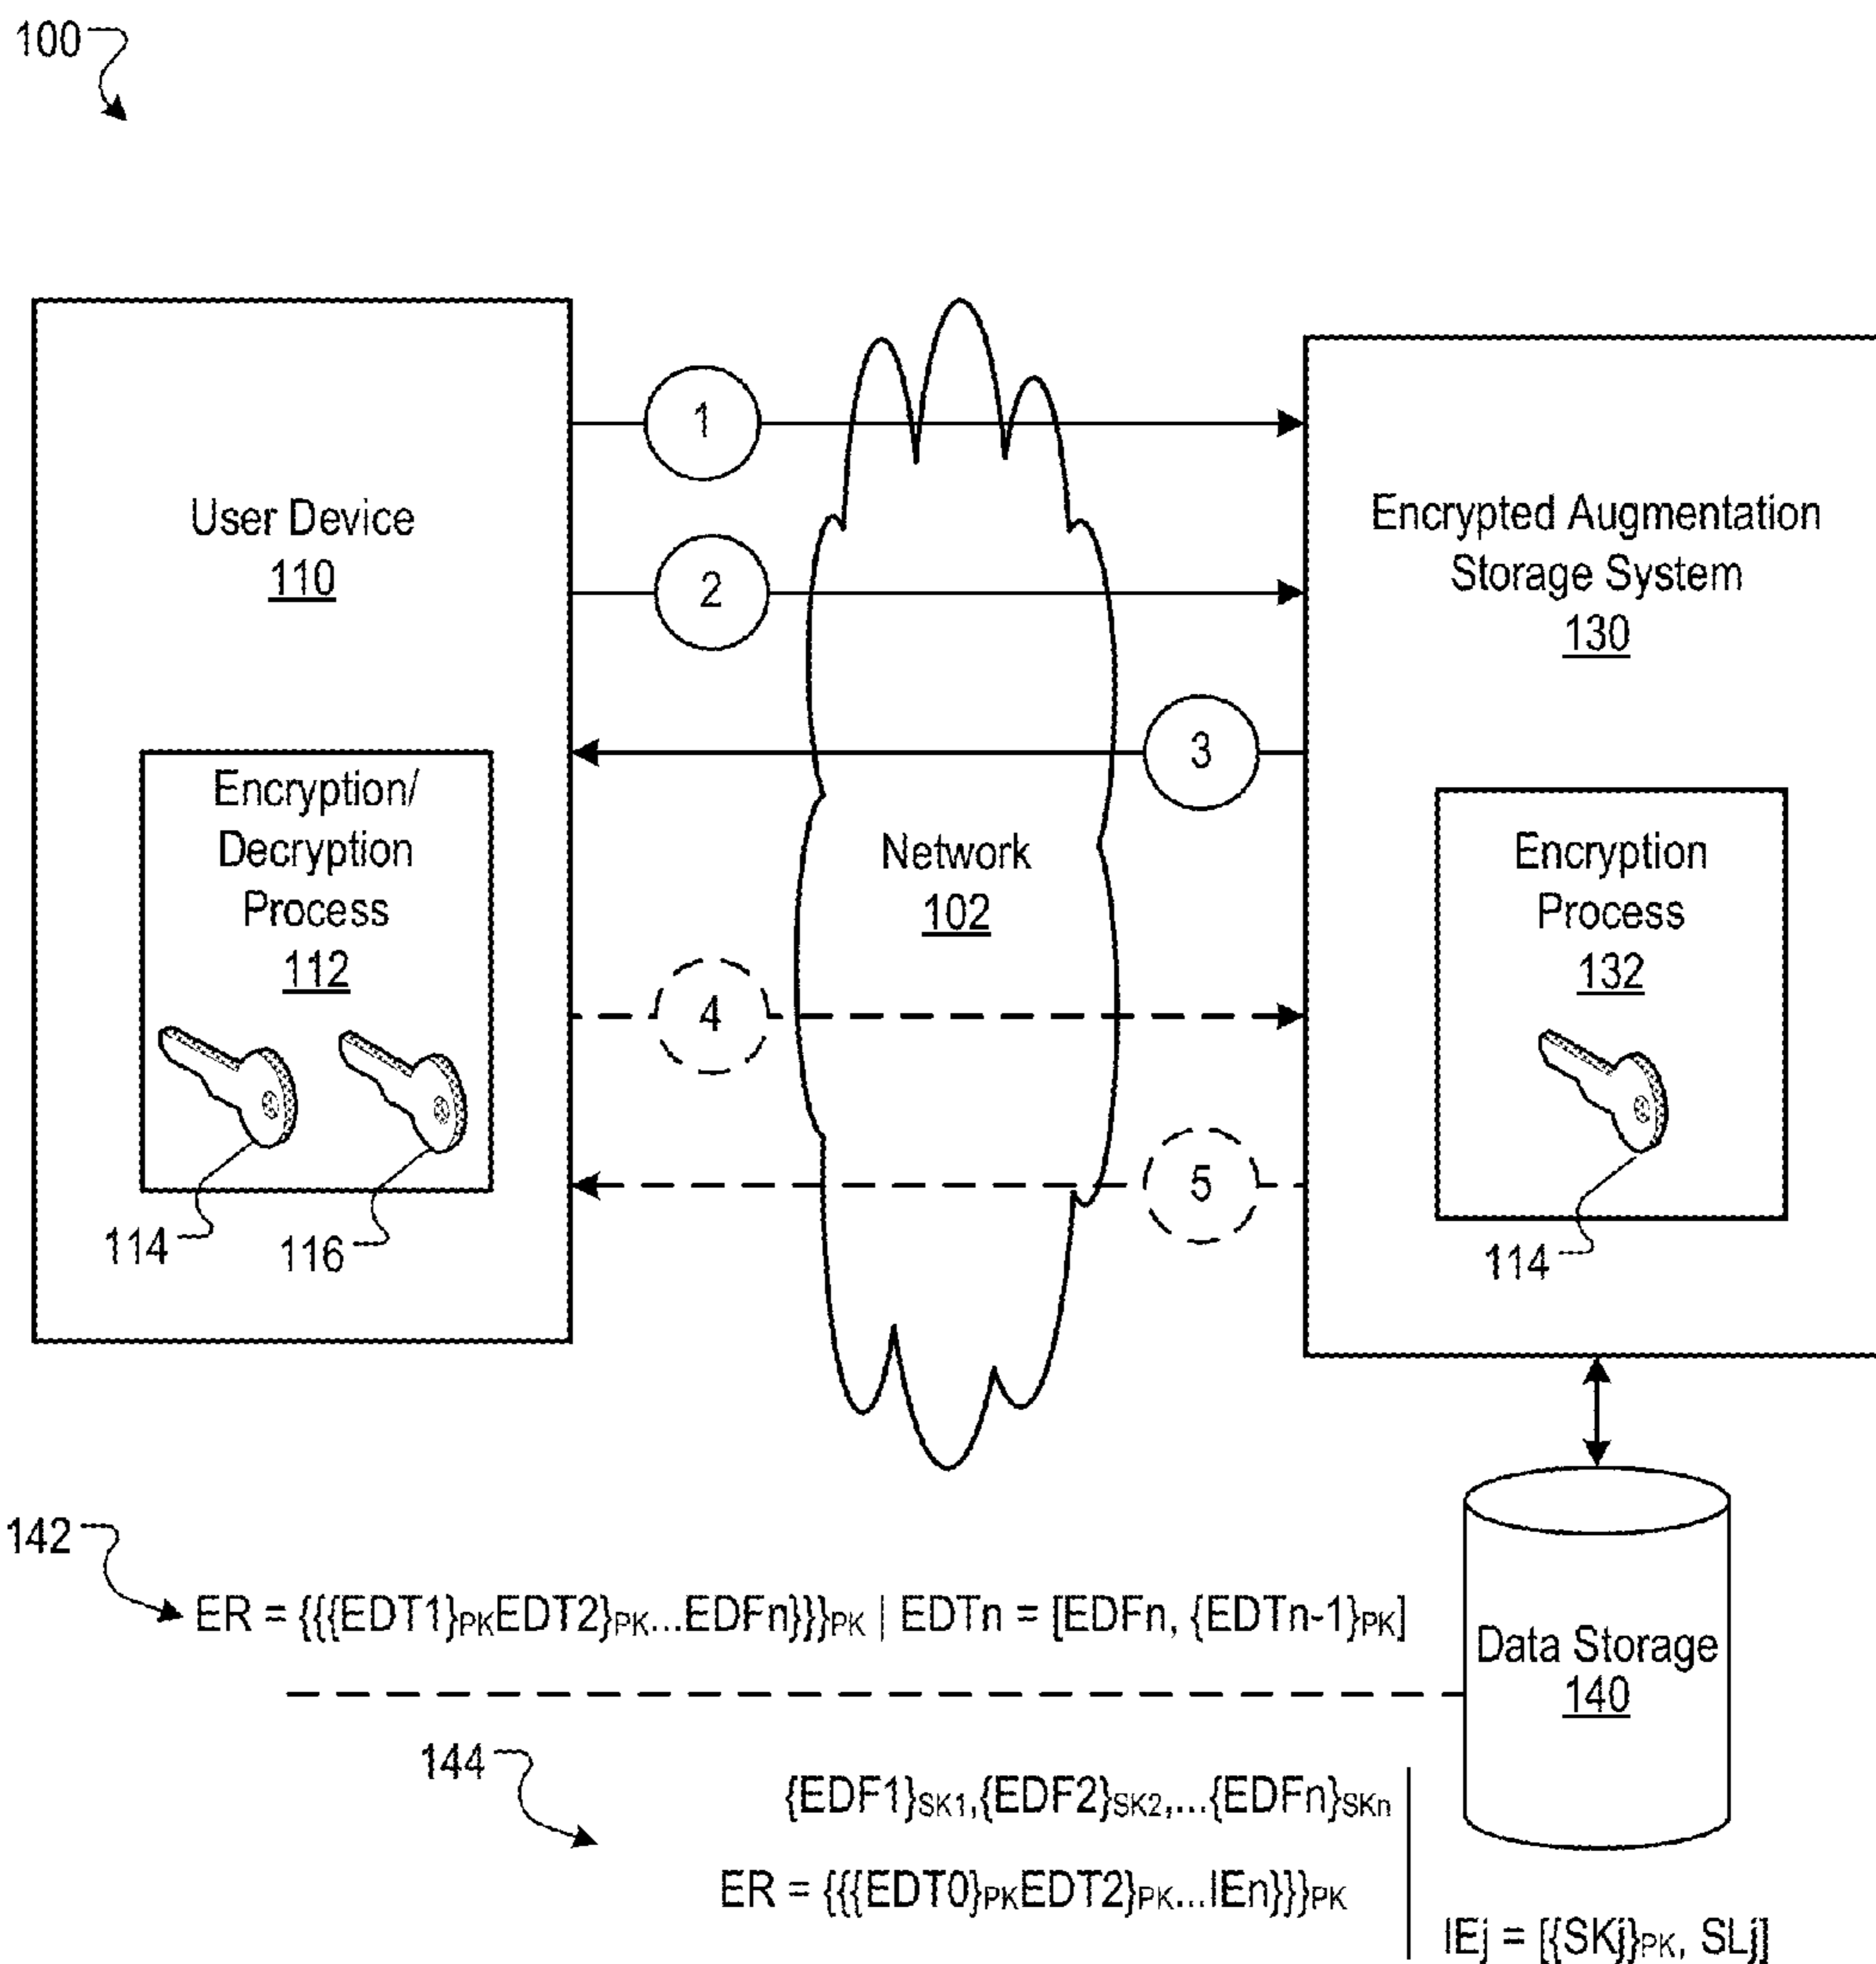 100
1
User Device
110
2
Encrypted Augmentation
Storage System
130
3
Encryption/
Decryption
Process
112
Network
102
Encryption
Process
132
4
5
114
116
114
142
ER = {{{EDT1}PKEDT2}PK...EDFn}}}PK | EDTn = [EDFn, {EDTn-1}PK]
Data Storage
140
144
{EDF1}SK1,{EDF2}SK2,...{EDFn}SKn
ER = {{{EDT0}PKEDT2}PK...IEn}}}PK
IEj = [{SKj}PK, SLj]